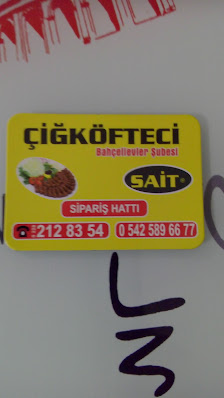 ÇİĞKÖFTECİ
Bahçelievler Şubesi
SAİT
SİPARİŞ HATTI
212 83 54 0 542 589 66 77